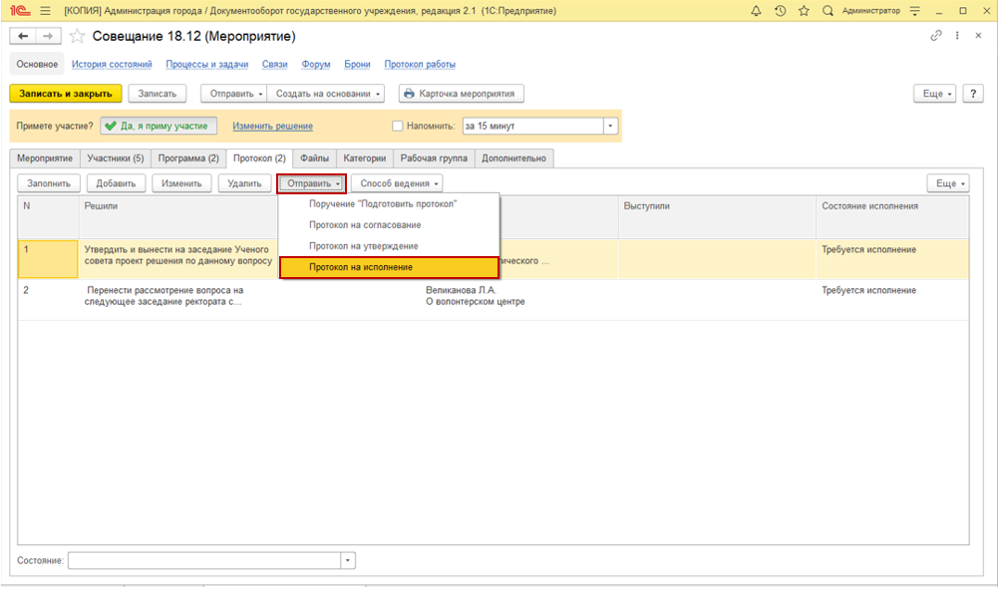 [КОПИЯ] Администрация города / Документооборот государственного учреждения, редакция 2.1 (1С:Предприятие)
Администратор
Совещание 18.12 (Мероприятие)
Основное История состояний Процессы и задачи Связи Форум Брони Протокол работы
Записать и закрыть Записать Отправить Создать на основании Карточка мероприятия Еще ?
Примете участие? Да, я приму участие Изменить решение Напомнить: за 15 минут
Мероприятие Участники (5) Программа (2) Протокол (2) Файлы Категории Рабочая группа Дополнительно
Заполнить Добавить Изменить Удалить Отправить Способ ведения Еще
N Решили Выступили Состояние исполнения
Поручение "Подготовить протокол"
Протокол на согласование
Протокол на утверждение
Протокол на исполнение
1 Утвердить и вынести на заседание Ученого Требуется исполнение
совета проект решения по данному вопросу ического ...
2 Перенести рассмотрение вопроса на Великанова Л.А. Требуется исполнение
следующее заседание ректората с... О волонтерском центре
Состояние: